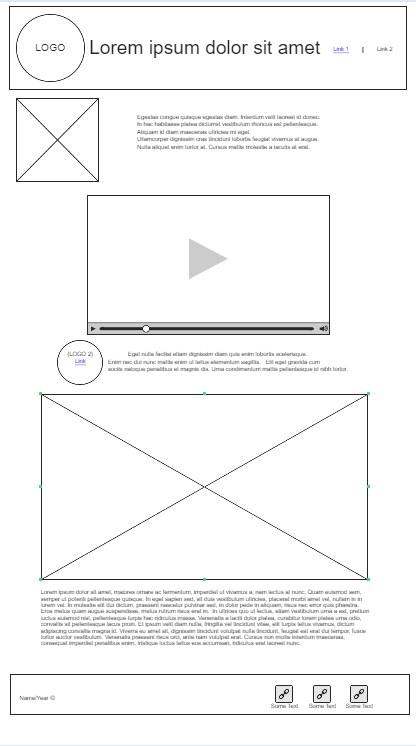 LOGO
Lorem ipsum dolor sit amet
Link 1 | Link 2
Egestas congue quisque egestas diam. Interdum velit laoreet id donec.
In hac habitasse platea dictumst vestibulum rhoncus est pellentesque.
Aliquam id diam maecenas ultricies mi eget.
Ullamcorper dignissim cras tincidunt lobortis feugiat vivamus at augue.
Nulla aliquet enim tortor at. Cursus mattis molestie a iaculis at erat.
(LOGO 2)
Link
Eget nulla facilisi etiam dignissim diam quis enim lobortis scelerisque.
Enim nec dui nunc mattis enim ut tellus elementum sagittis. Elit eget gravida cum
sociis natoque penatibus et magnis dis. Urna condimentum mattis pellentesque id nibh tortor.
Lorem ipsum dolor sit amet, maiores ornare ac fermentum, imperdiet ut vivamus a, nam lectus at nunc. Quam euismod sem,
semper ut potenti pellentesque quisque. In eget sapien sed, sit duis vestibulum ultricies, placerat morbi amet vel, nullam in in
lorem vel. In molestie elit dui dictum, praesent nascetur pulvinar sed, in dolor pede in aliquam, risus nec error quis pharetra.
Eros metus quam augue suspendisse, metus rutrum risus erat in. In ultrices quo ut lectus, etiam vestibulum urna a est, pretium
luctus euismod nisl, pellentesque turpis hac ridiculus massa. Venenatis a taciti dolor platea, curabitur lorem platea urna odio,
convallis sit pellentesque lacus proin. Et ipsum velit diam nulla, fringilla vel tincidunt vitae, elit turpis tellus vivamus, dictum
adipiscing convallis magna id. Viverra eu amet sit, dignissim tincidunt volutpat nulla tincidunt, feugiat est erat dui tempor, fusce
tortor auctor vestibulum. Venenatis praesent risus orci, ante nam volutpat erat. Cursus non mollis interdum maecenas,
consequat imperdiet penatibus enim, tristique luctus tellus eos accumsan, ridiculus erat laoreet nunc.
Name/Year ©
Some Text Some Text Some Text